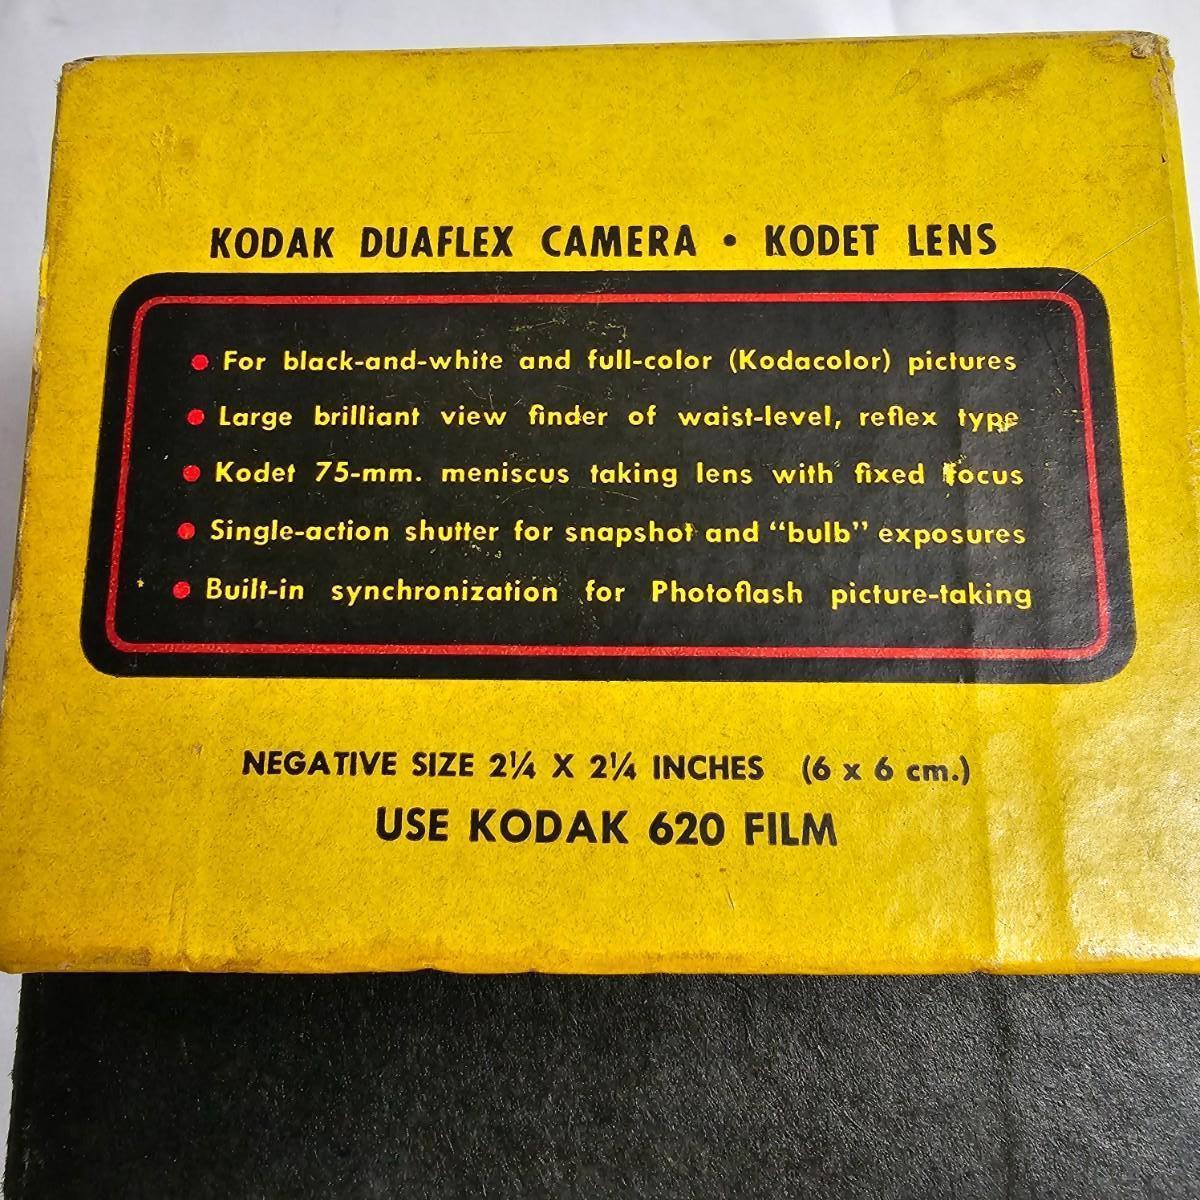 KODAK DUAFLEX CAMERA • KODET LENS
• For black-and-white and full-color (Kodacolor) pictures
• Large brilliant view finder of waist-level, reflex type
• Kodet 75-mm. meniscus taking lens with fixed focus
• Single-action shutter for snapshot and “bulb” exposures
• Built-in synchronization for Photoflash picture-taking
NEGATIVE SIZE 2¼ X 2¼ INCHES (6 x 6 cm.)
USE KODAK 620 FILM